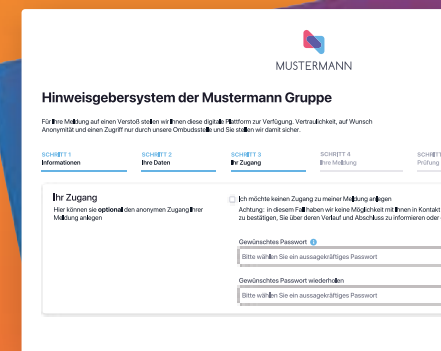 MUSTERMANN
Hinweisgebersystem der Mustermann Gruppe
Für Ihre Meldung auf einen Verstoß stellen wir Ihnen diese digitale Plattform zur Verfügung. Vertraulichkeit, auf Wunsch
Anonymität und einen Zugriff nur durch unsere Ombudsstelle und Sie stellen wir damit sicher.
SCHRITT 1 SCHRITT 2 SCHRITT 3 SCHRITT 4 SCHRITT
Informationen Ihre Daten Ihr Zugang Ihre Meldung Prüfung
Ihr Zugang
Hier können sie optional den anonymen Zugang Ihrer
Meldung anlegen
Ich möchte keinen Zugang zu meiner Meldung anlegen
Achtung: in diesem Fall haben wir keine Möglichkeit mit Ihnen in Kontakt
zu bestätigen, Sie über deren Verlauf und Abschluss zu informieren oder
Gewünschtes Passwort
Bitte wählen Sie ein aussagekräftiges Passwort
Gewünschtes Passwort wiederholen
Bitte wählen Sie ein aussagekräftiges Passwort